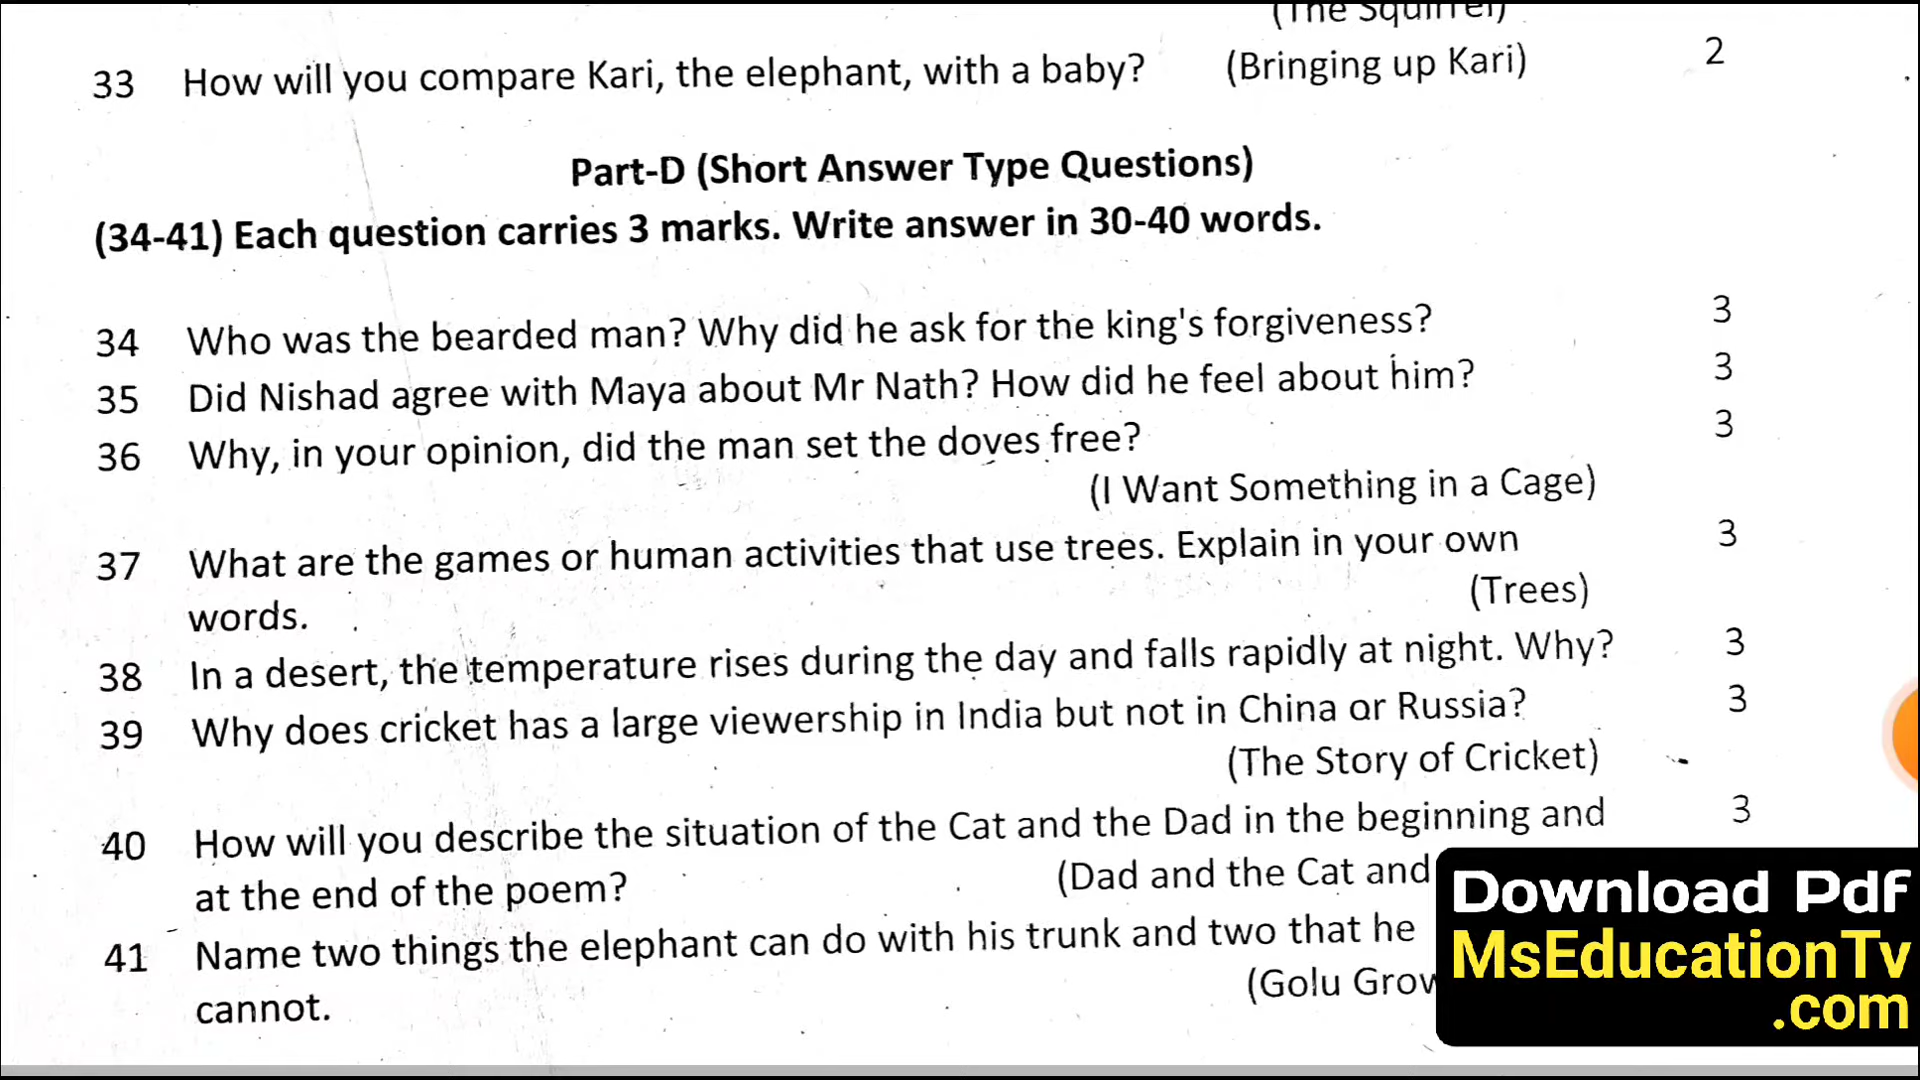 (The Squirrel)
33 How will you compare Kari, the elephant, with a baby? (Bringing up Kari) 2
Part-D (Short Answer Type Questions)
(34-41) Each question carries 3 marks. Write answer in 30-40 words.
34 Who was the bearded man? Why did he ask for the king's forgiveness? 3
35 Did Nishad agree with Maya about Mr Nath? How did he feel about him? 3
36 Why, in your opinion, did the man set the doves free? 3
(I Want Something in a Cage)
37 What are the games or human activities that use trees. Explain in your own 3
words. (Trees)
38 In a desert, the temperature rises during the day and falls rapidly at night. Why? 3
39 Why does cricket has a large viewership in India but not in China or Russia? 3
(The Story of Cricket)
40 How will you describe the situation of the Cat and the Dad in the beginning and 3
at the end of the poem? (Dad and the Cat and
41 Name two things the elephant can do with his trunk and two that he
cannot. (Golu Grow
Download Pdf
MsEducationTv
.com